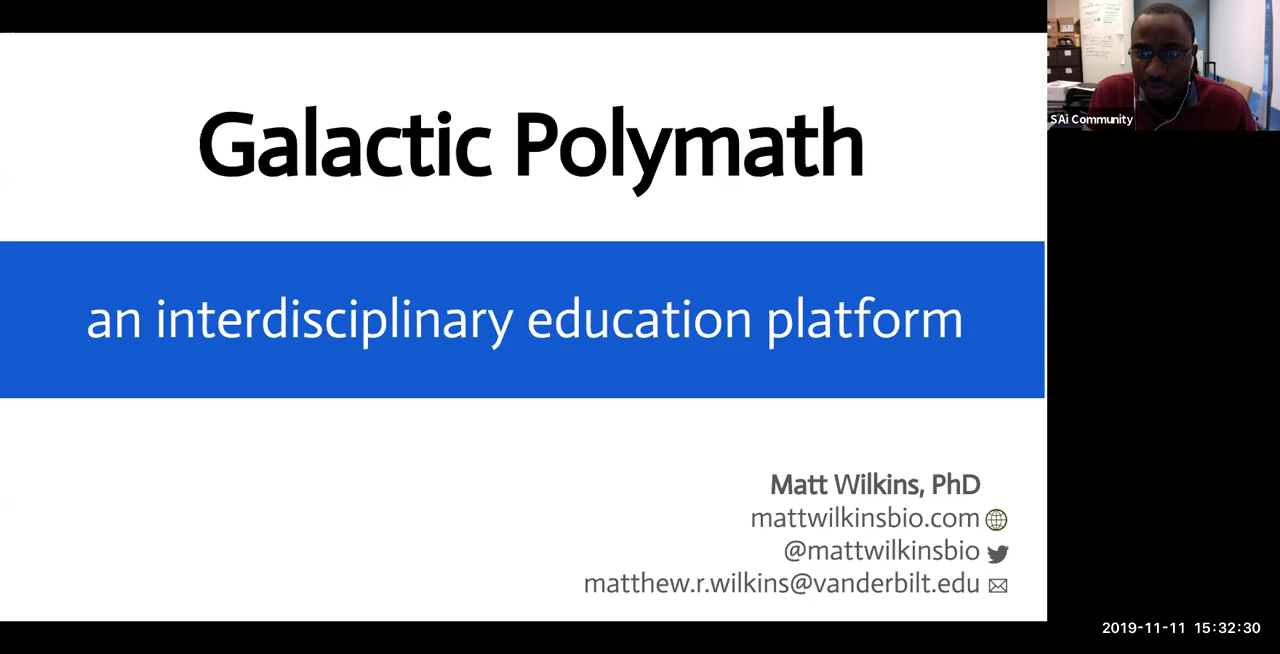 Galactic Polymath
an interdisciplinary education platform
Matt Wilkins, PhD
mattwilkinsbio.com
@mattwilkinsbio
matthew.r.wilkins@vanderbilt.edu
SAi Community
2019-11-11 15:32:30